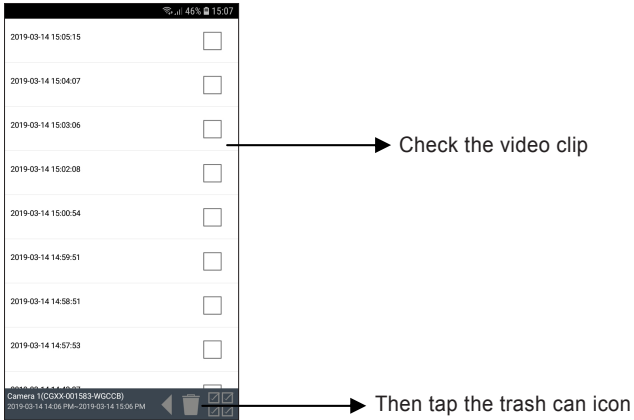 46% 15:07
2019-03-14 15:05:15
2019-03-14 15:04:07
2019-03-14 15:03:06
Check the video clip
2019-03-14 15:02:08
2019-03-14 15:00:54
2019-03-14 14:59:51
2019-03-14 14:58:51
2019-03-14 14:57:53
Camera 1(CGXX-001583-WGCCB)
2019-03-14 14:06 PM~2019-03-14 15:06 PM
Then tap the trash can icon